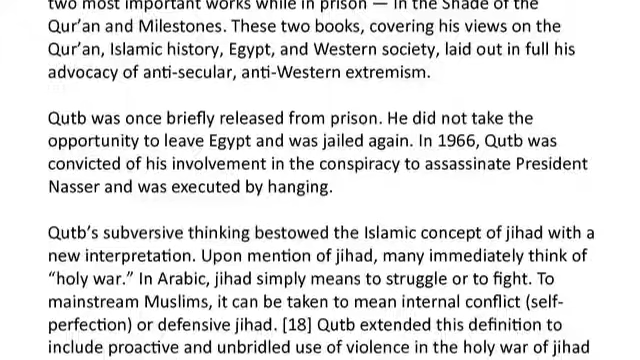 two most important works while in prison — In the Shade of the
Qur’an and Milestones. These two books, covering his views on the
Qur’an, Islamic history, Egypt, and Western society, laid out in full his
advocacy of anti-secular, anti-Western extremism.
Qutb was once briefly released from prison. He did not take the
opportunity to leave Egypt and was jailed again. In 1966, Qutb was
convicted of his involvement in the conspiracy to assassinate President
Nasser and was executed by hanging.
Qutb’s subversive thinking bestowed the Islamic concept of jihad with a
new interpretation. Upon mention of jihad, many immediately think of
“holy war.” In Arabic, jihad simply means to struggle or to fight. To
mainstream Muslims, it can be taken to mean internal conflict (self-
perfection) or defensive jihad. [18] Qutb extended this definition to
include proactive and unbridled use of violence in the holy war of jihad